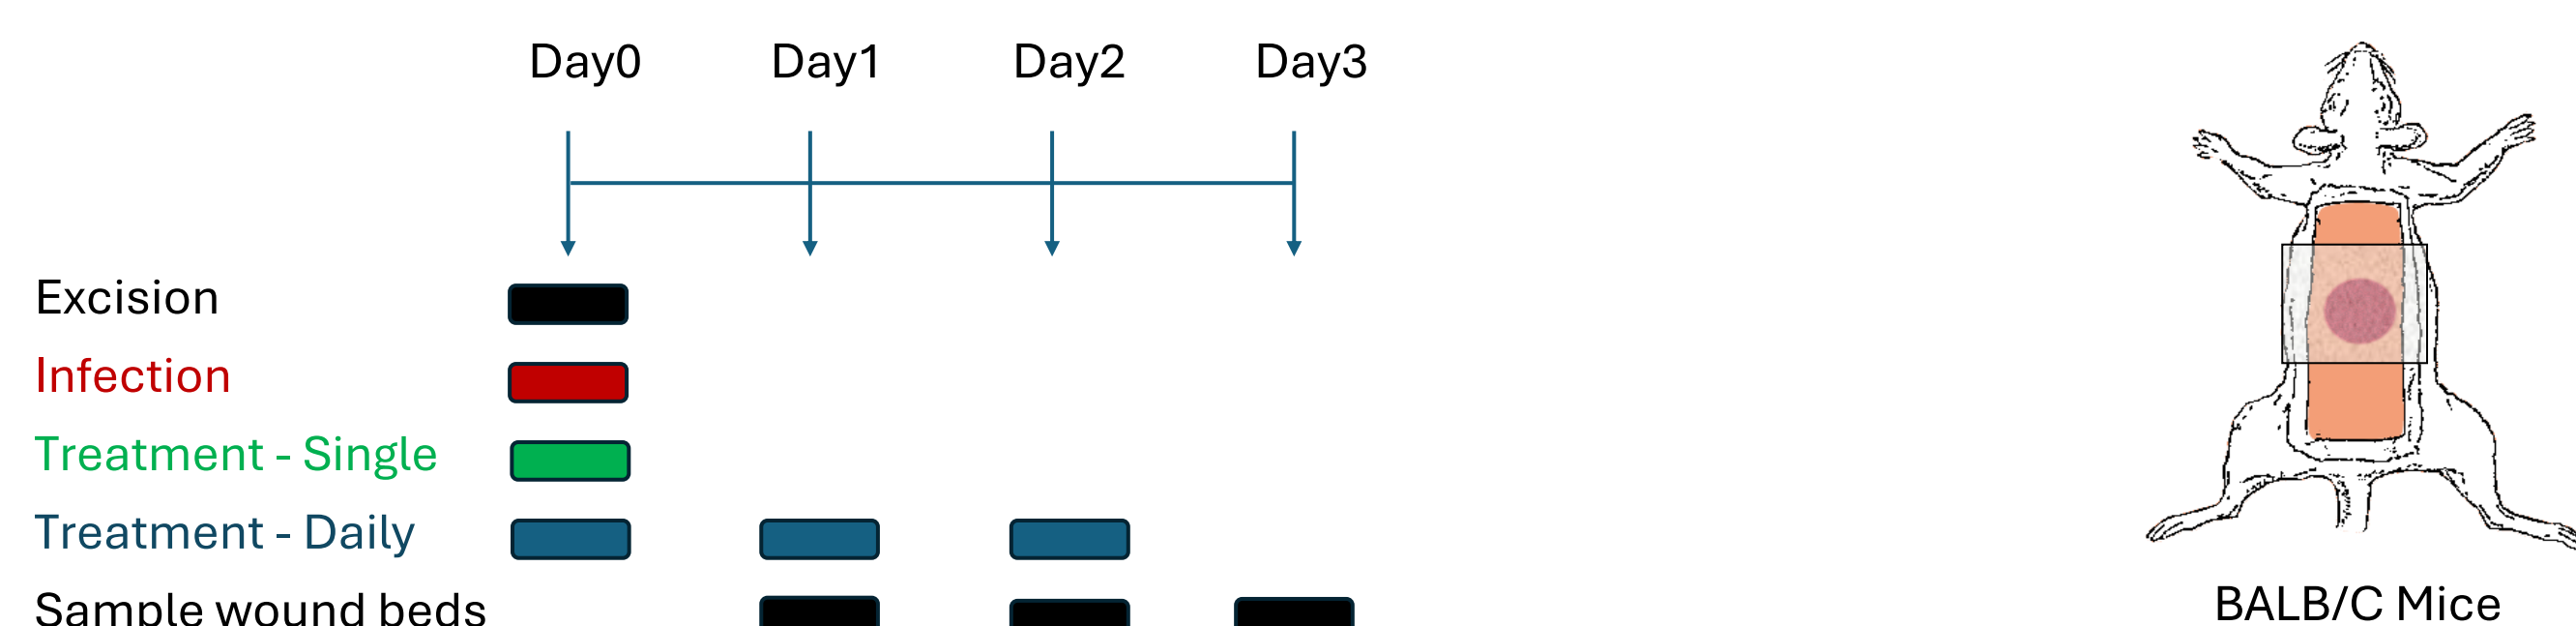 Day0 Day1 Day2 Day3
Excision
Infection
Treatment - Single
Treatment - Daily
Sample wound beds
BALB/C Mice